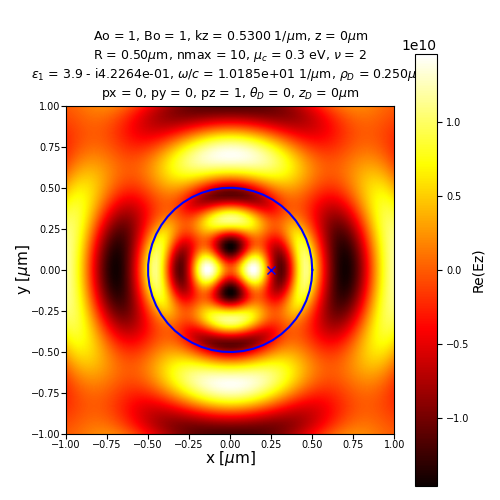 Ao = 1, Bo = 1, kz = 0.5300 1/μm, z = 0μm
R = 0.50μm, nmax = 10, μc = 0.3 eV, ν = 2
ε1 = 3.9 - i4.2264e-01, ω/c = 1.0185e+01 1/μm, ρD = 0.250μ
px = 0, py = 0, pz = 1, θD = 0, zD = 0μm
1e10
1.00
0.75
0.50
0.25
0.00
−0.25
−0.50
−0.75
−1.00
y [μm]
−1.00 −0.75 −0.50 −0.25 0.00 0.25 0.50 0.75 1.00
x [μm]
1.0
0.5
0.0
−0.5
−1.0
Re(Ez)